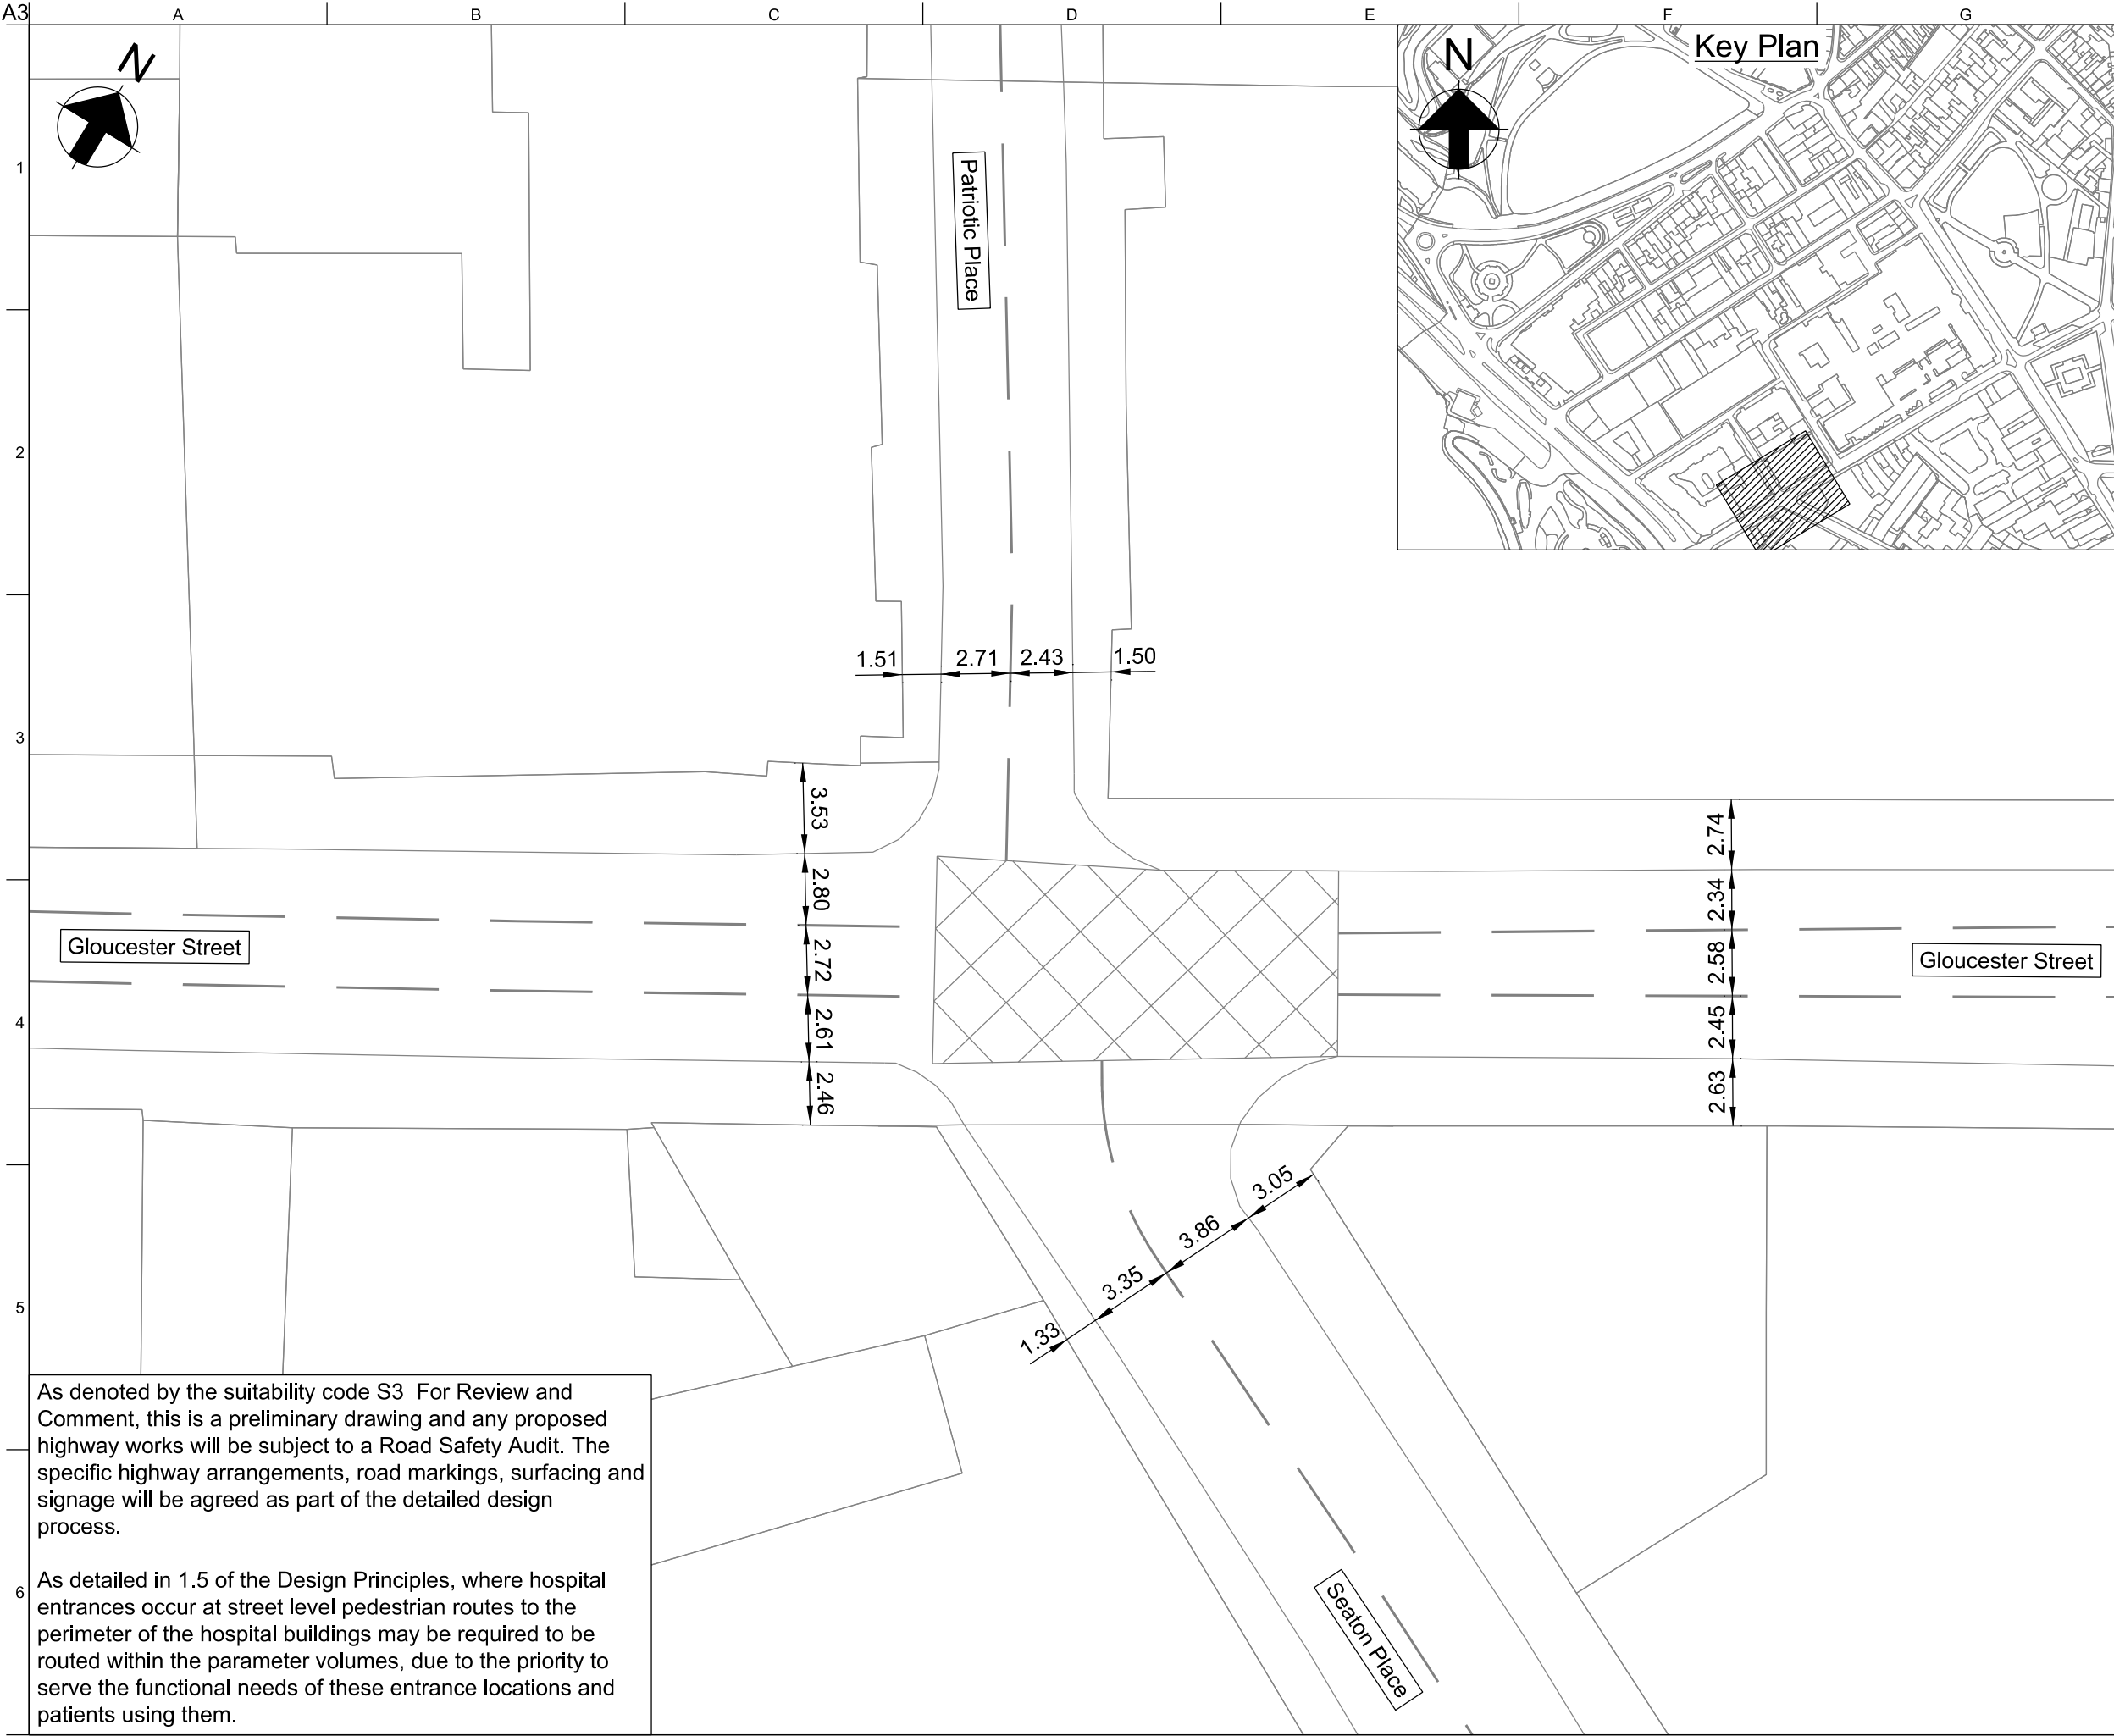 A3
A
B
C
D
E
F
G
N
Key Plan
N
1
Patriotic Place
2
1.51
2.71
2.43
1.50
3
3.53
2.74
2.80
2.34
Gloucester Street
2.72
2.58
Gloucester Street
4
2.61
2.45
2.46
2.63
3.05
3.86
3.35
1.33
5
As denoted by the suitability code S3 For Review and
Comment, this is a preliminary drawing and any proposed
highway works will be subject to a Road Safety Audit. The
specific highway arrangements, road markings, surfacing and
signage will be agreed as part of the detailed design
process.
As detailed in 1.5 of the Design Principles, where hospital
entrances occur at street level pedestrian routes to the
perimeter of the hospital buildings may be required to be
routed within the parameter volumes, due to the priority to
serve the functional needs of these entrance locations and
patients using them.
6
Seaton Place